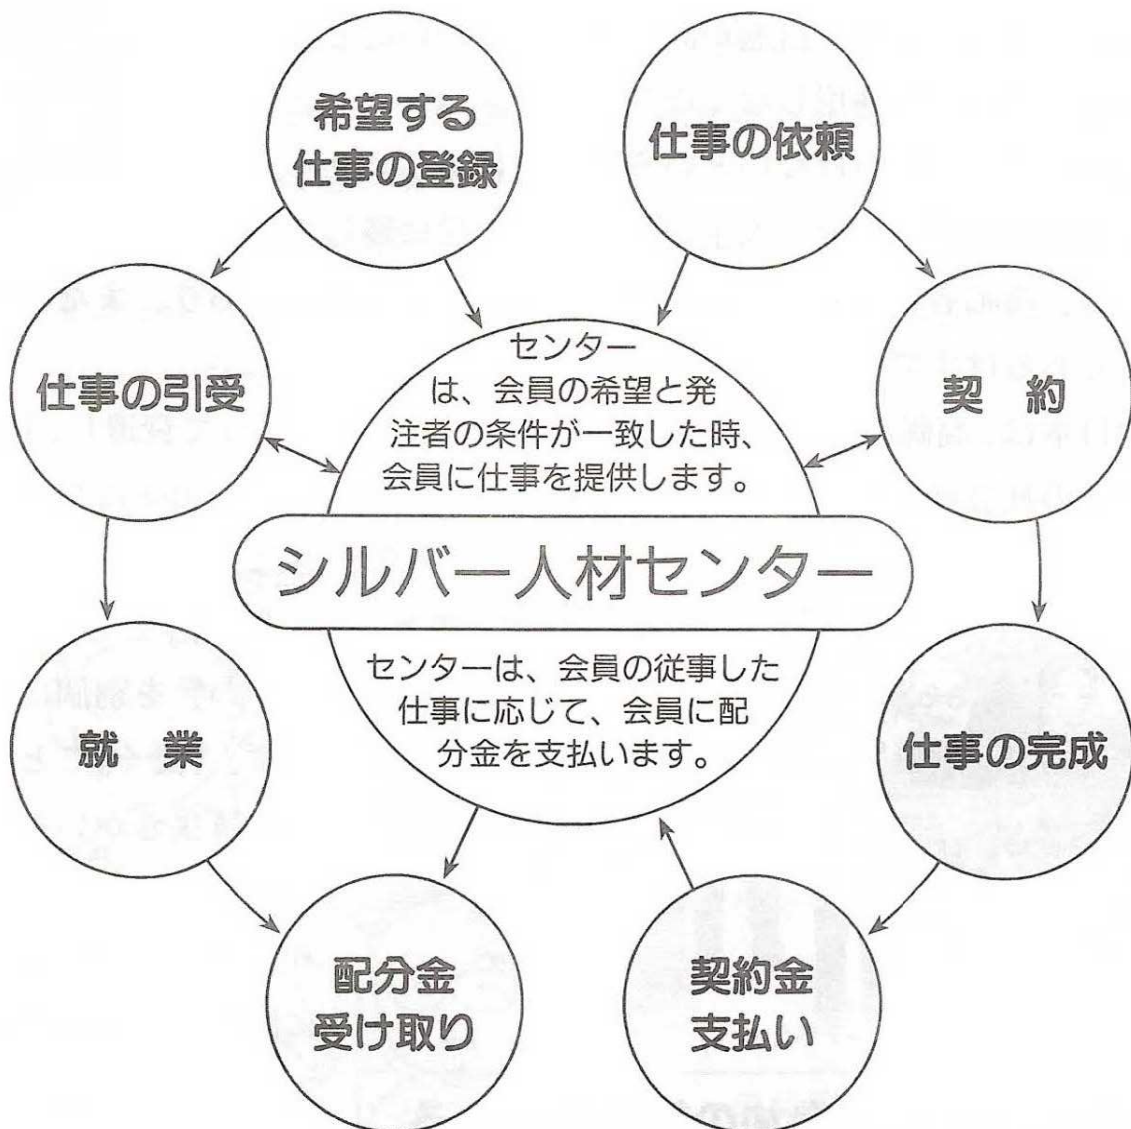 希望する
仕事の登録
仕事の依頼
仕事の引受
センター
は、会員の希望と発
注者の条件が一致した時、
会員に仕事を提供します。
契　約
シルバー人材センター
センターは、会員の従事した
仕事に応じて、会員に配
分金を支払います。
就　業
仕事の完成
配分金
受け取り
契約金
支払い